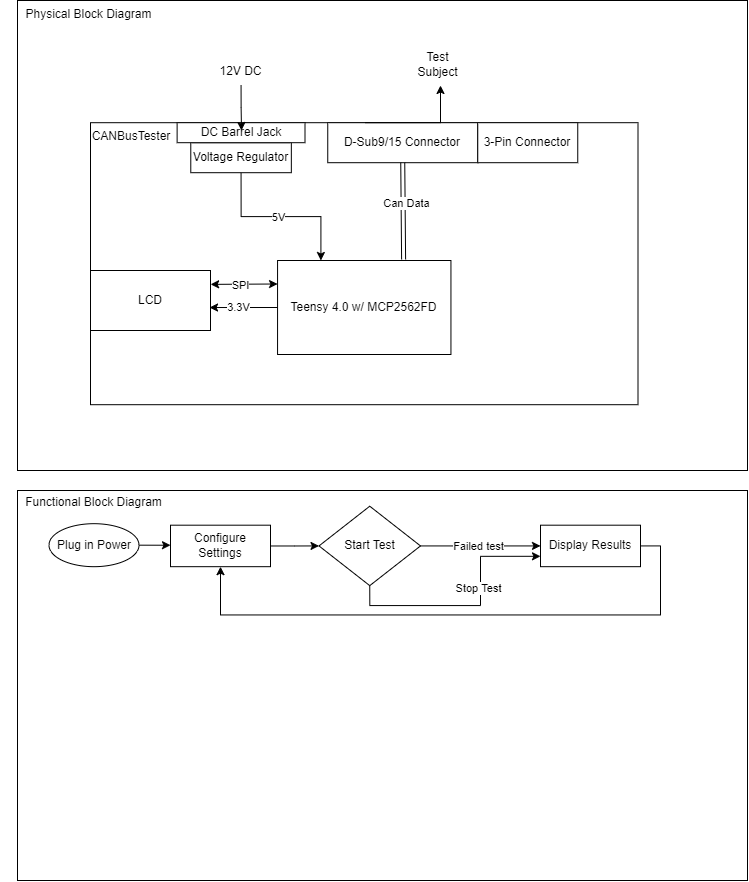 Physical Block Diagram
12V DC
Test
Subject
CANBusTester
DC Barrel Jack
Voltage Regulator
D-Sub9/15 Connector
3-Pin Connector
Can Data
5V
LCD
SPI
3.3V
Teensy 4.0 w/ MCP2562FD
Functional Block Diagram
Plug in Power
Configure
Settings
Start Test
Failed test
Stop Test
Display Results